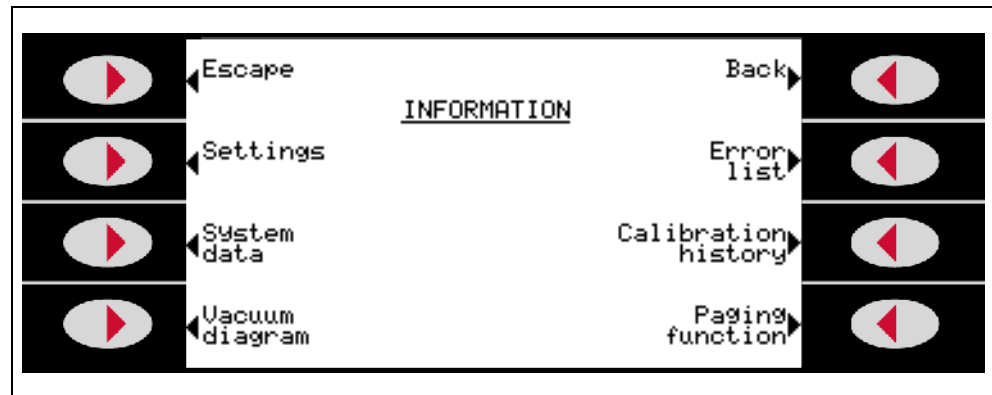 Escape
Back
INFORMATION
Settings
Error
list
System
data
Calibration
history
Vacuum
diagram
Paging
function